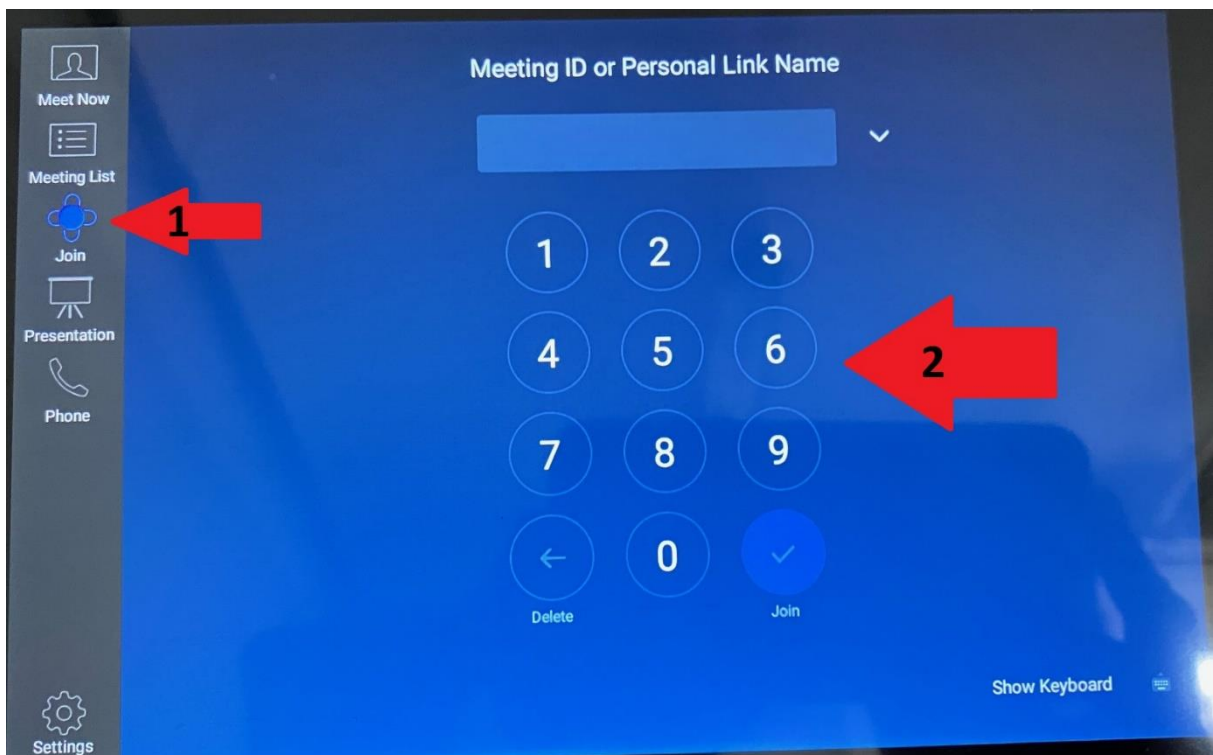 Meet Now
Meeting List
Join
Presentation
Phone
Settings
1
Meeting ID or Personal Link Name
1 2 3
4 5 6
7 8 9
0
Delete Join
2
Show Keyboard